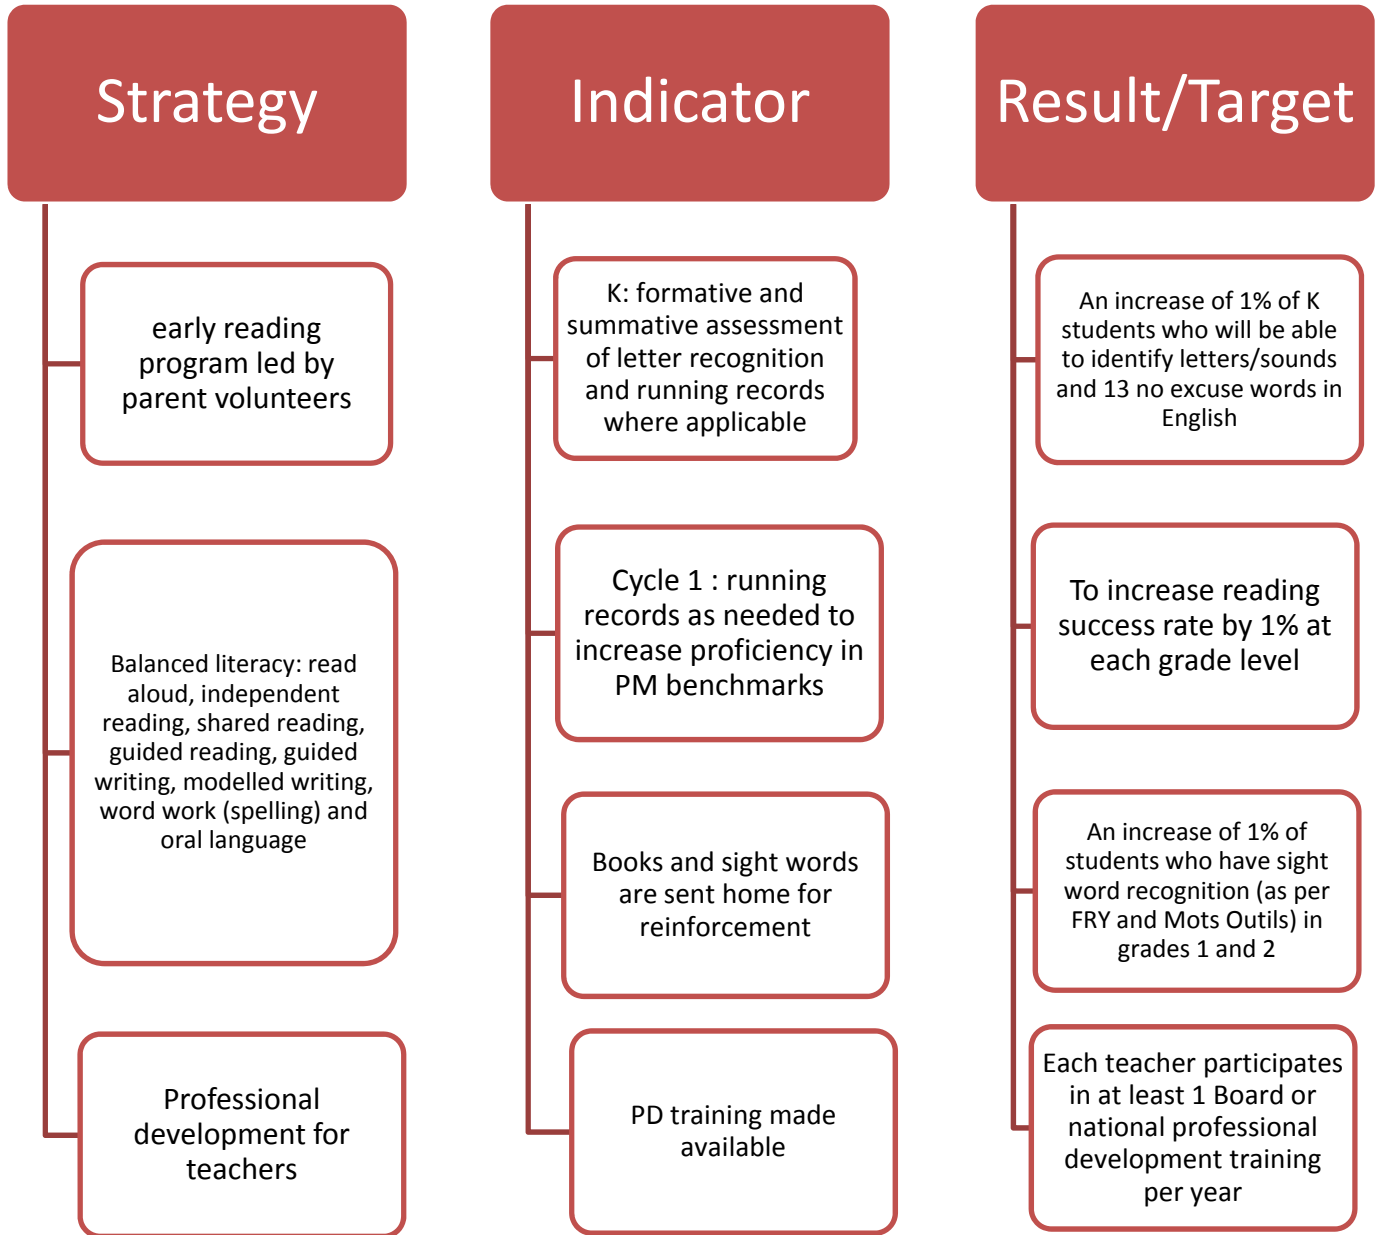 Strategy
early reading
program led by
parent volunteers
Balanced literacy: read
aloud, independent
reading, shared reading,
guided reading, guided
writing, modelled writing,
word work (spelling) and
oral language
Professional
development for
teachers
Indicator
K: formative and
summative assessment
of letter recognition
and running records
where applicable
Cycle 1 : running
records as needed to
increase proficiency in
PM benchmarks
Books and sight words
are sent home for
reinforcement
PD training made
available
Result/Target
An increase of 1% of K
students who will be able
to identify letters/sounds
and 13 no excuse words in
English
To increase reading
success rate by 1% at
each grade level
An increase of 1% of
students who have sight
word recognition (as per
FRY and Mots Outils) in
grades 1 and 2
Each teacher participates
in at least 1 Board or
national professional
development training
per year